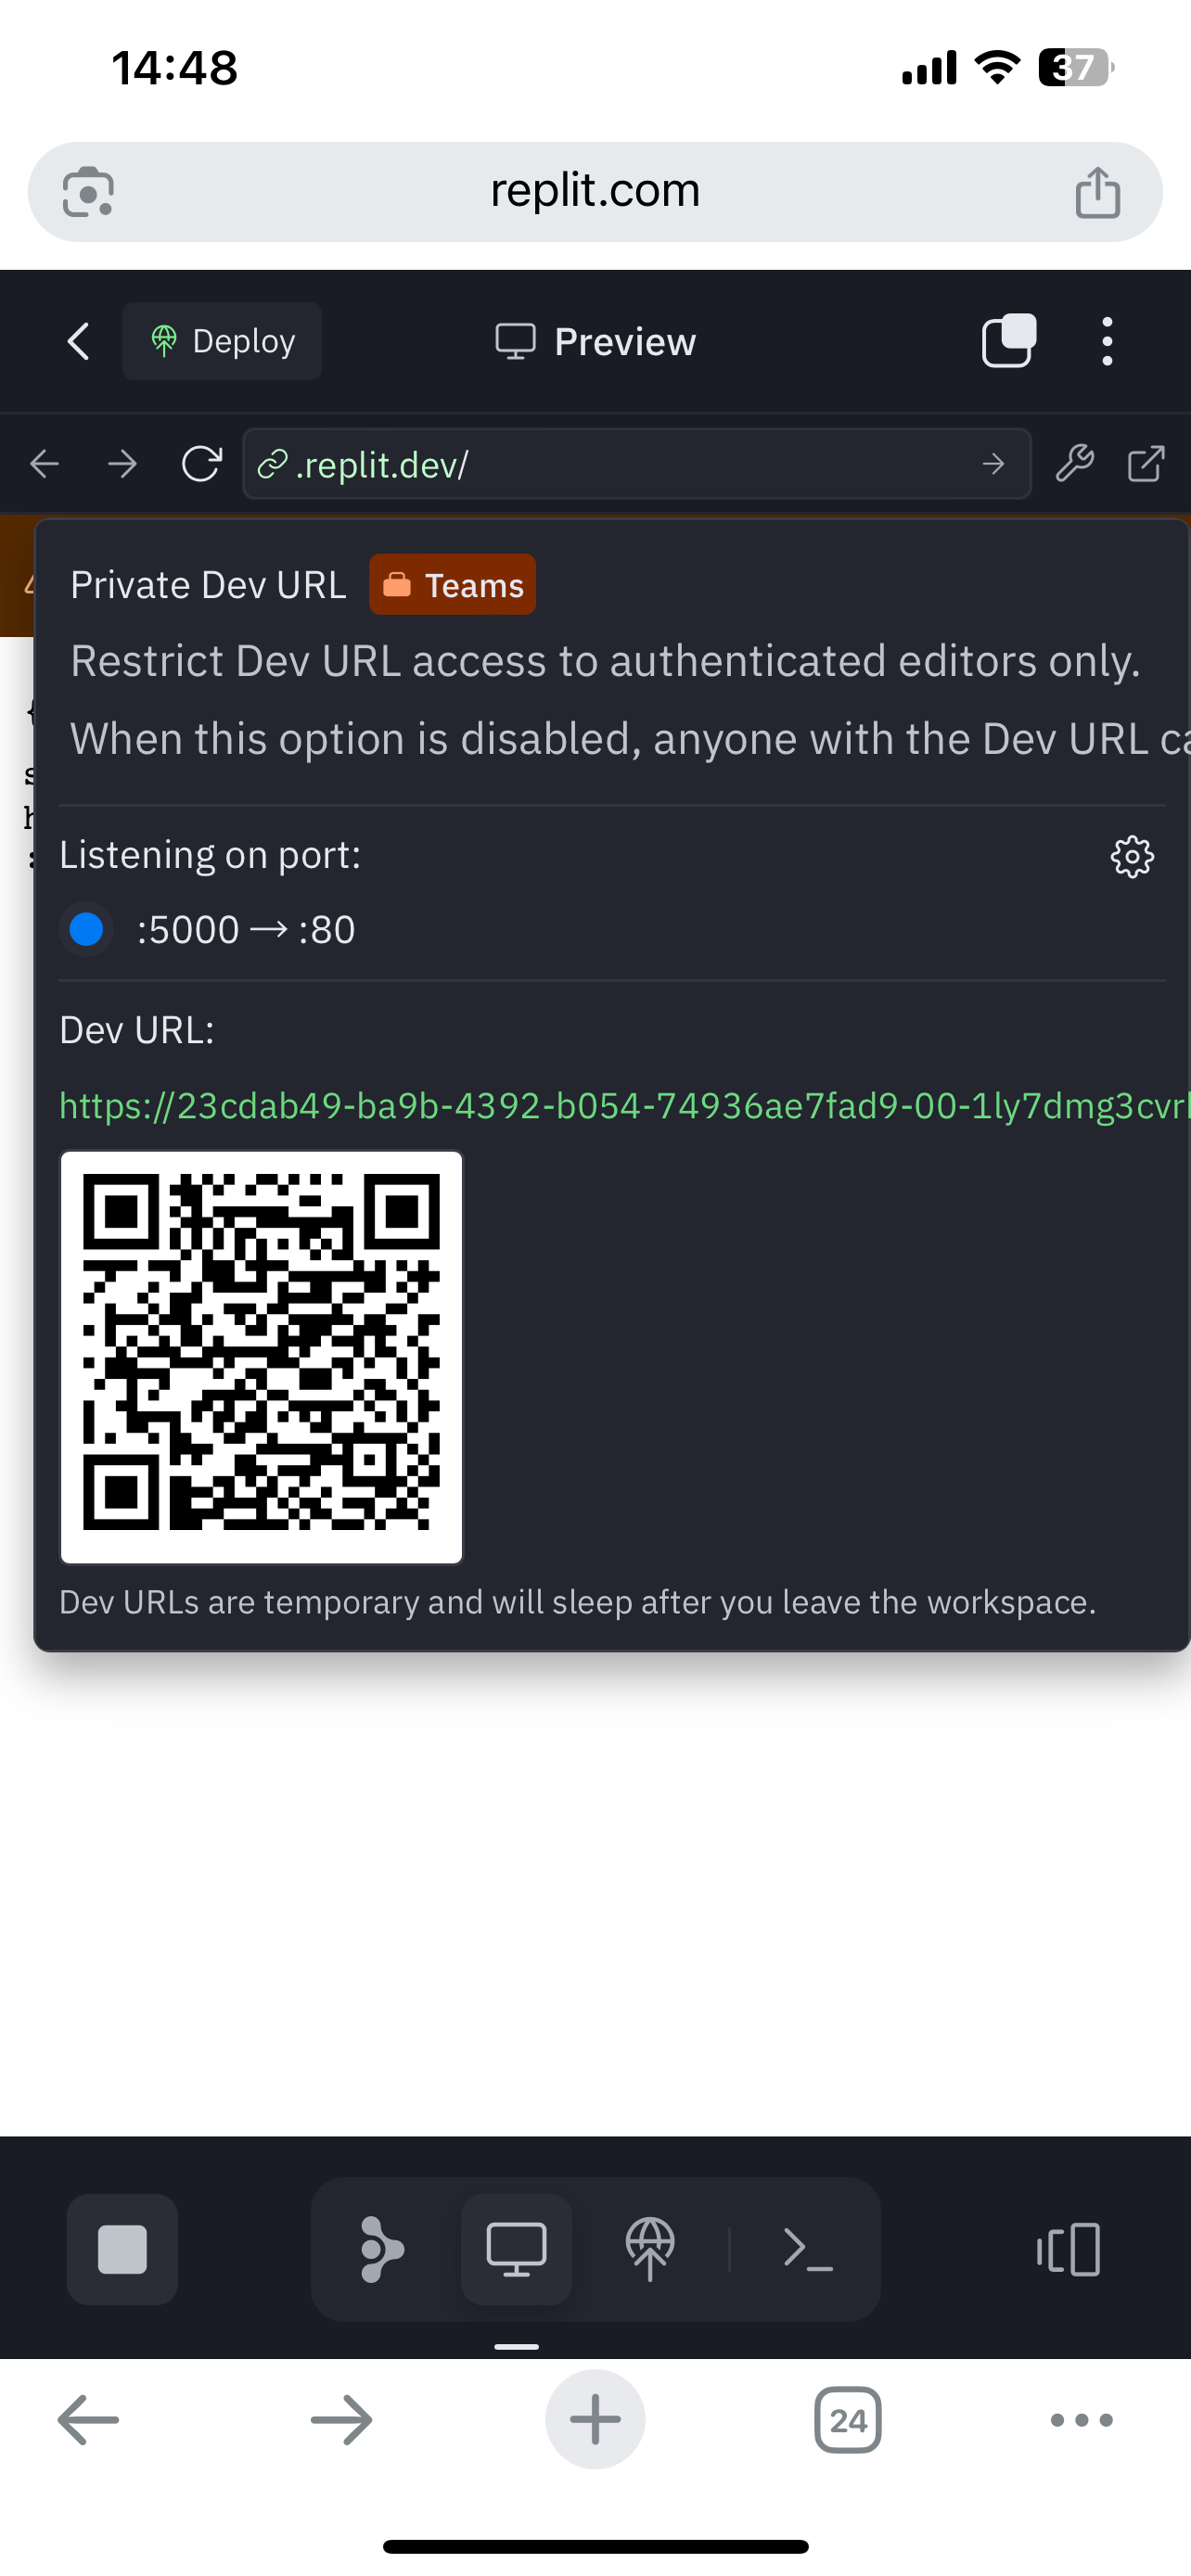 14:48
37
replit.com
Deploy
Preview
.replit.dev/
Private Dev URL
Teams
Restrict Dev URL access to authenticated editors only.
When this option is disabled, anyone with the Dev URL
Listening on port:
:5000 → :80
Dev URL:
https://23cdab49-ba9b-4392-b054-74936ae7fad9-00-1ly7dmg3cvr
Dev URLs are temporary and will sleep after you leave the workspace.
24